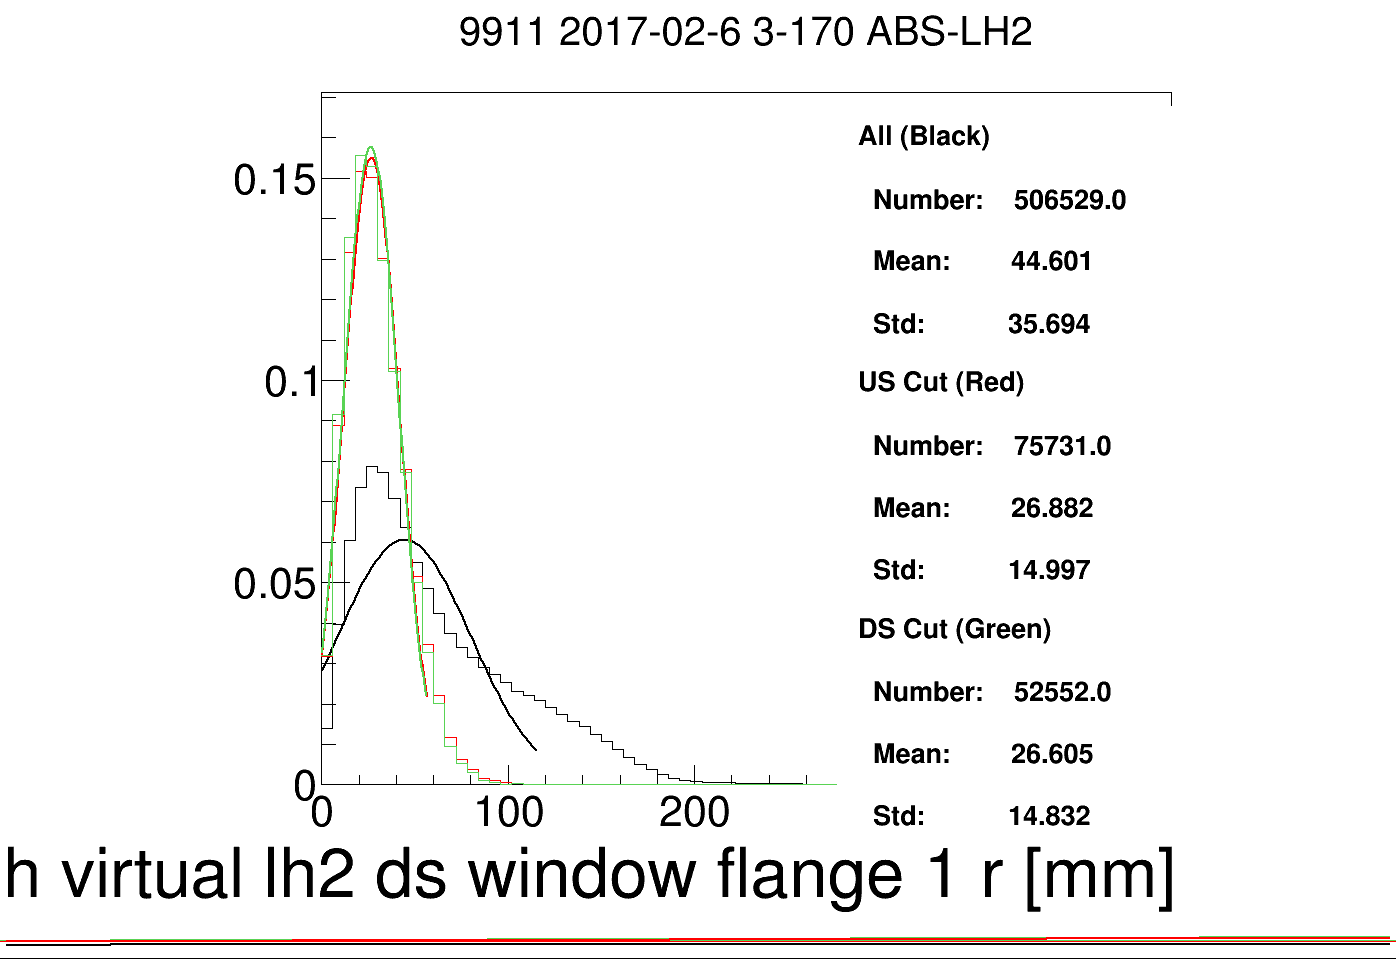 9911 2017-02-6 3-170 ABS-LH2
All (Black)
Number: 506529.0
Mean: 44.601
Std: 35.694
US Cut (Red)
Number: 75731.0
Mean: 26.882
Std: 14.997
DS Cut (Green)
Number: 52552.0
Mean: 26.605
Std: 14.832
0.15
0.1
0.05
0
0 100 200
h virtual lh2 ds window flange 1 r [mm]